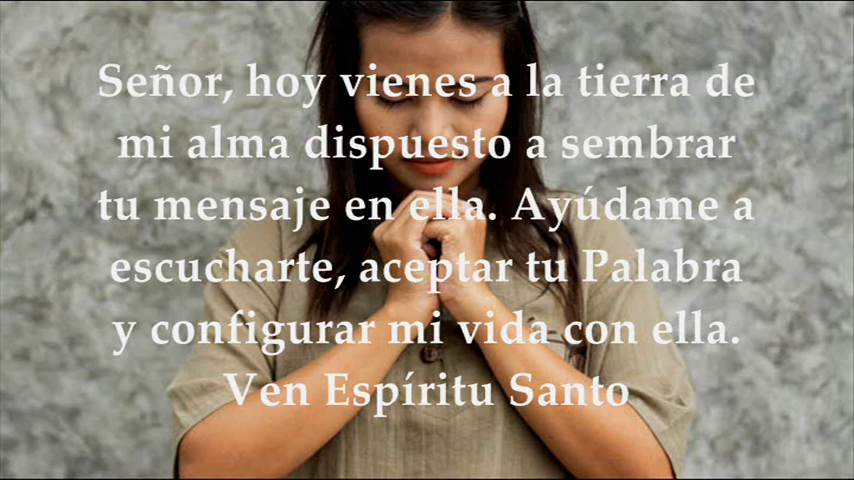 Señor, hoy vienes a la tierra de
mi alma dispuesto a sembrar
tu mensaje en ella. Ayúdame a
escucharte, aceptar tu Palabra
y configurar mi vida con ella.
Ven Espíritu Santo